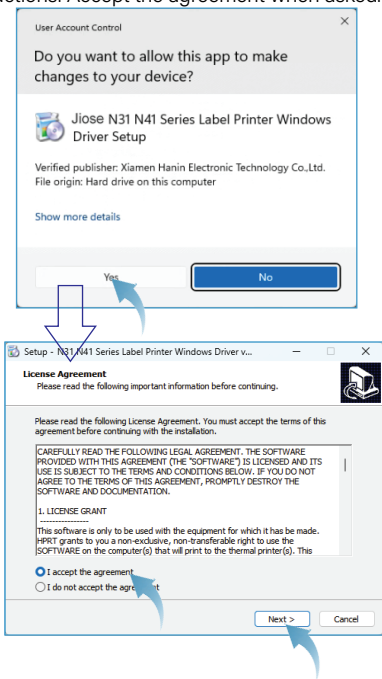 User Account Control
Do you want to allow this app to make
changes to your device?
Jiose N31 N41 Series Label Printer Windows
Driver Setup
Verified publisher: Xiamen Hanin Electronic Technology Co.,Ltd.
File origin: Hard drive on this computer
Show more details
Yes
No
Setup - N31 N41 Series Label Printer Windows Driver v...
License Agreement
Please read the following important information before continuing.
Please read the following License Agreement. You must accept the terms of this
agreement before continuing with the installation.
CAREFULLY READ THE FOLLOWING LEGAL AGREEMENT. THE SOFTWARE
PROVIDED WITH THIS AGREEMENT (THE "SOFTWARE") IS LICENSED AND ITS
USE IS SUBJECT TO THE TERMS AND CONDITIONS BELOW. IF YOU DO NOT
AGREE TO THE TERMS OF THIS AGREEMENT, PROMPTLY DESTROY THE
SOFTWARE AND DOCUMENTATION.
1. LICENSE GRANT
----------------
This software is only to be used with the equipment for which it has be made.
HPRT grants to you a non-exclusive, non-transferable right to use the
SOFTWARE on the computer(s) that will print to the thermal printer(s). This
I accept the agreement
I do not accept the agreement
Next >
Cancel